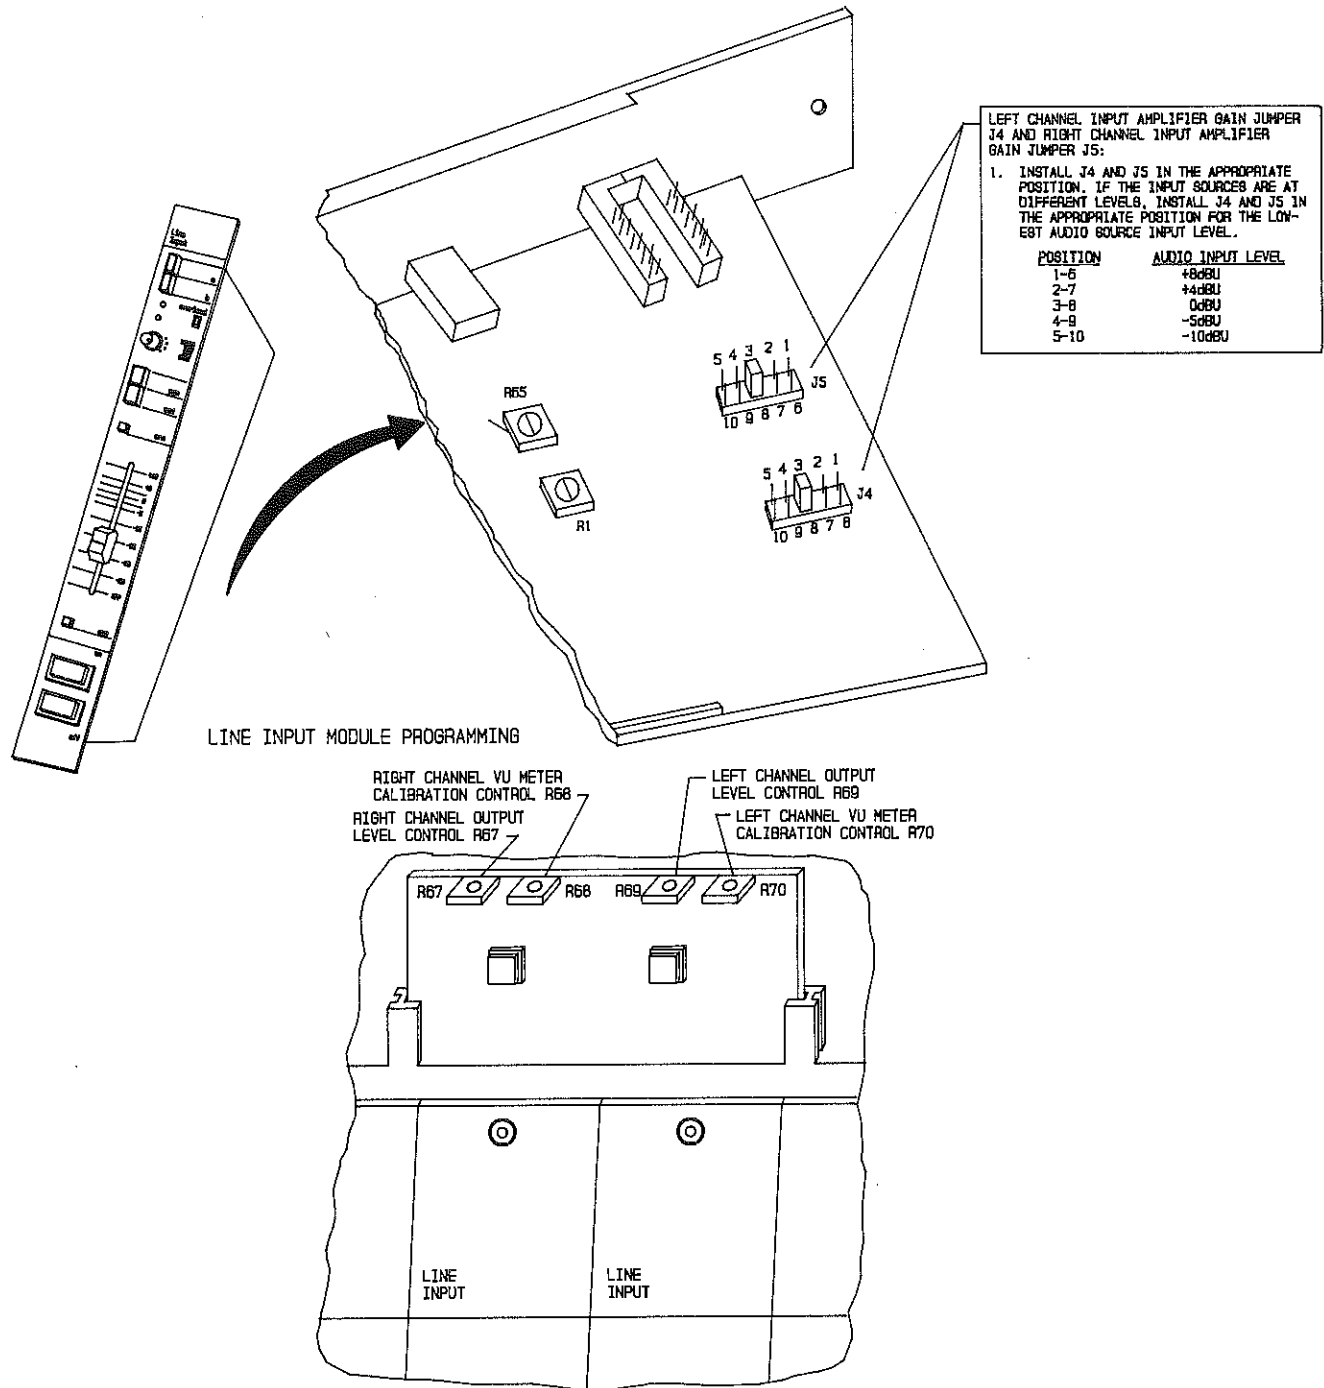 LEFT CHANNEL INPUT AMPLIFIER GAIN JUMPER
J4 AND RIGHT CHANNEL INPUT AMPLIFIER
GAIN JUMPER J5:
1. INSTALL J4 AND J5 IN THE APPROPRIATE
POSITION. IF THE INPUT SOURCES ARE AT
DIFFERENT LEVELS, INSTALL J4 AND J5 IN
THE APPROPRIATE POSITION FOR THE LOW-
EST AUDIO SOURCE INPUT LEVEL.
POSITION AUDIO INPUT LEVEL
1-6 +8dBU
2-7 +4dBU
3-8 0dBU
4-9 -5dBU
5-10 -10dBU
Line
Input
a
b
overload
5 4 3 2 1
J5
10 9 8 7 6
R65
R1
5 4 3 2 1
J4
10 9 8 7 6
LINE INPUT MODULE PROGRAMMING
RIGHT CHANNEL VU METER
CALIBRATION CONTROL R68
RIGHT CHANNEL OUTPUT
LEVEL CONTROL R67
LEFT CHANNEL OUTPUT
LEVEL CONTROL R69
LEFT CHANNEL VU METER
CALIBRATION CONTROL R70
R67 R68 R69 R70
LINE
INPUT
LINE
INPUT